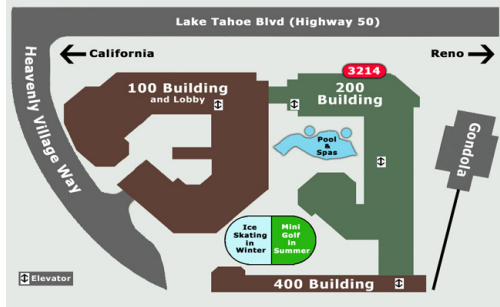 Lake Tahoe Blvd (Highway 50)
California
Reno
Heavenly Village Way
3214
100 Building
and Lobby
200
Building
Pool
&
Spas
Gondola
Ice
Skating
in
Winter
Mini
Golf
in
Summer
400 Building
Elevator